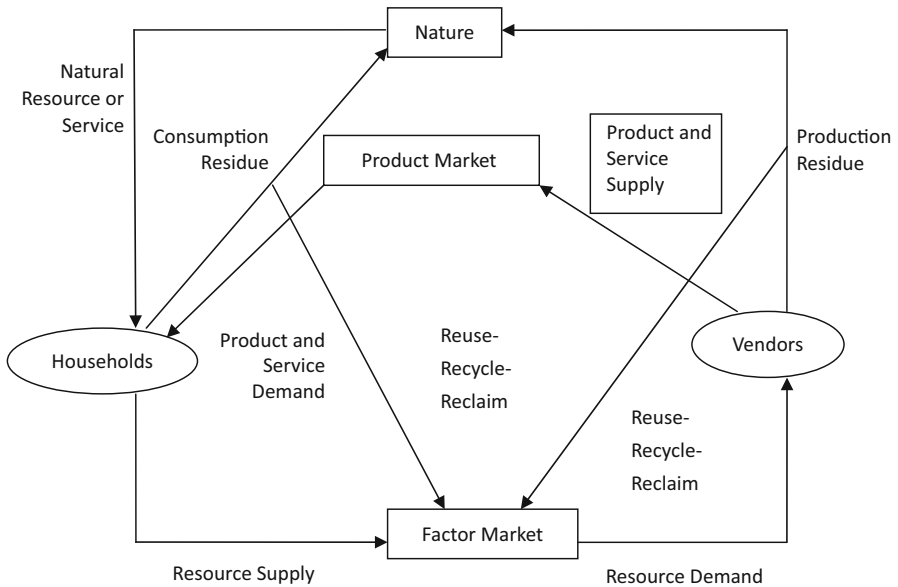 Nature
Natural
Resource or
Service
Consumption
Residue
Product Market
Product and
Service
Supply
Production
Residue
Households
Product and
Service
Demand
Reuse-
Recycle-
Reclaim
Vendors
Reuse-
Recycle-
Reclaim
Factor Market
Resource Supply
Resource Demand